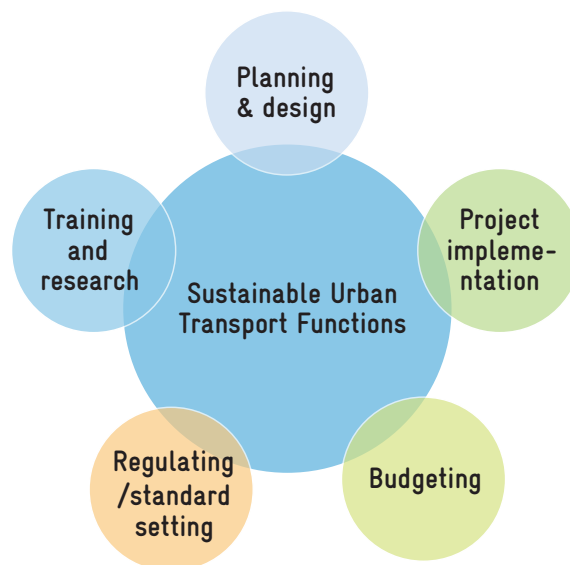 Planning
& design
Training
and
research
Project
impleme-
ntation
Sustainable Urban
Transport Functions
Regulating
/standard
setting
Budgeting